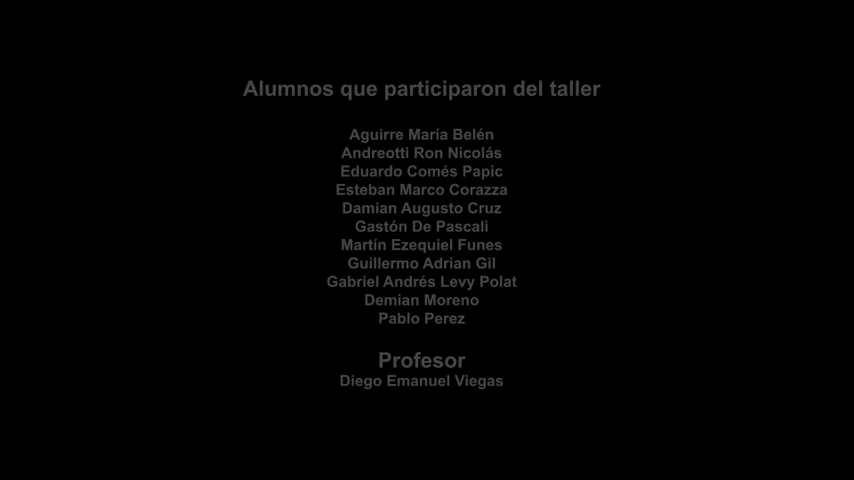 Alumnos que participaron del taller
Aguirre María Belén
Andreotti Ron Nicolás
Eduardo Comés Papic
Esteban Marco Corazza
Damian Augusto Cruz
Gastón De Pascali
Martín Ezequiel Funes
Guillermo Adrian Gil
Gabriel Andrés Levy Polat
Demian Moreno
Pablo Perez
Profesor
Diego Emanuel Viegas